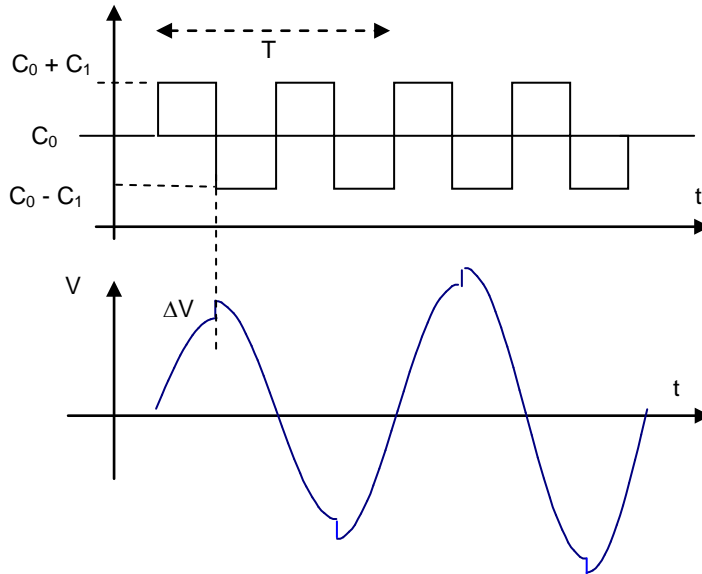 T
C₀ + C₁
C₀
C₀ - C₁
t
V
ΔV
t